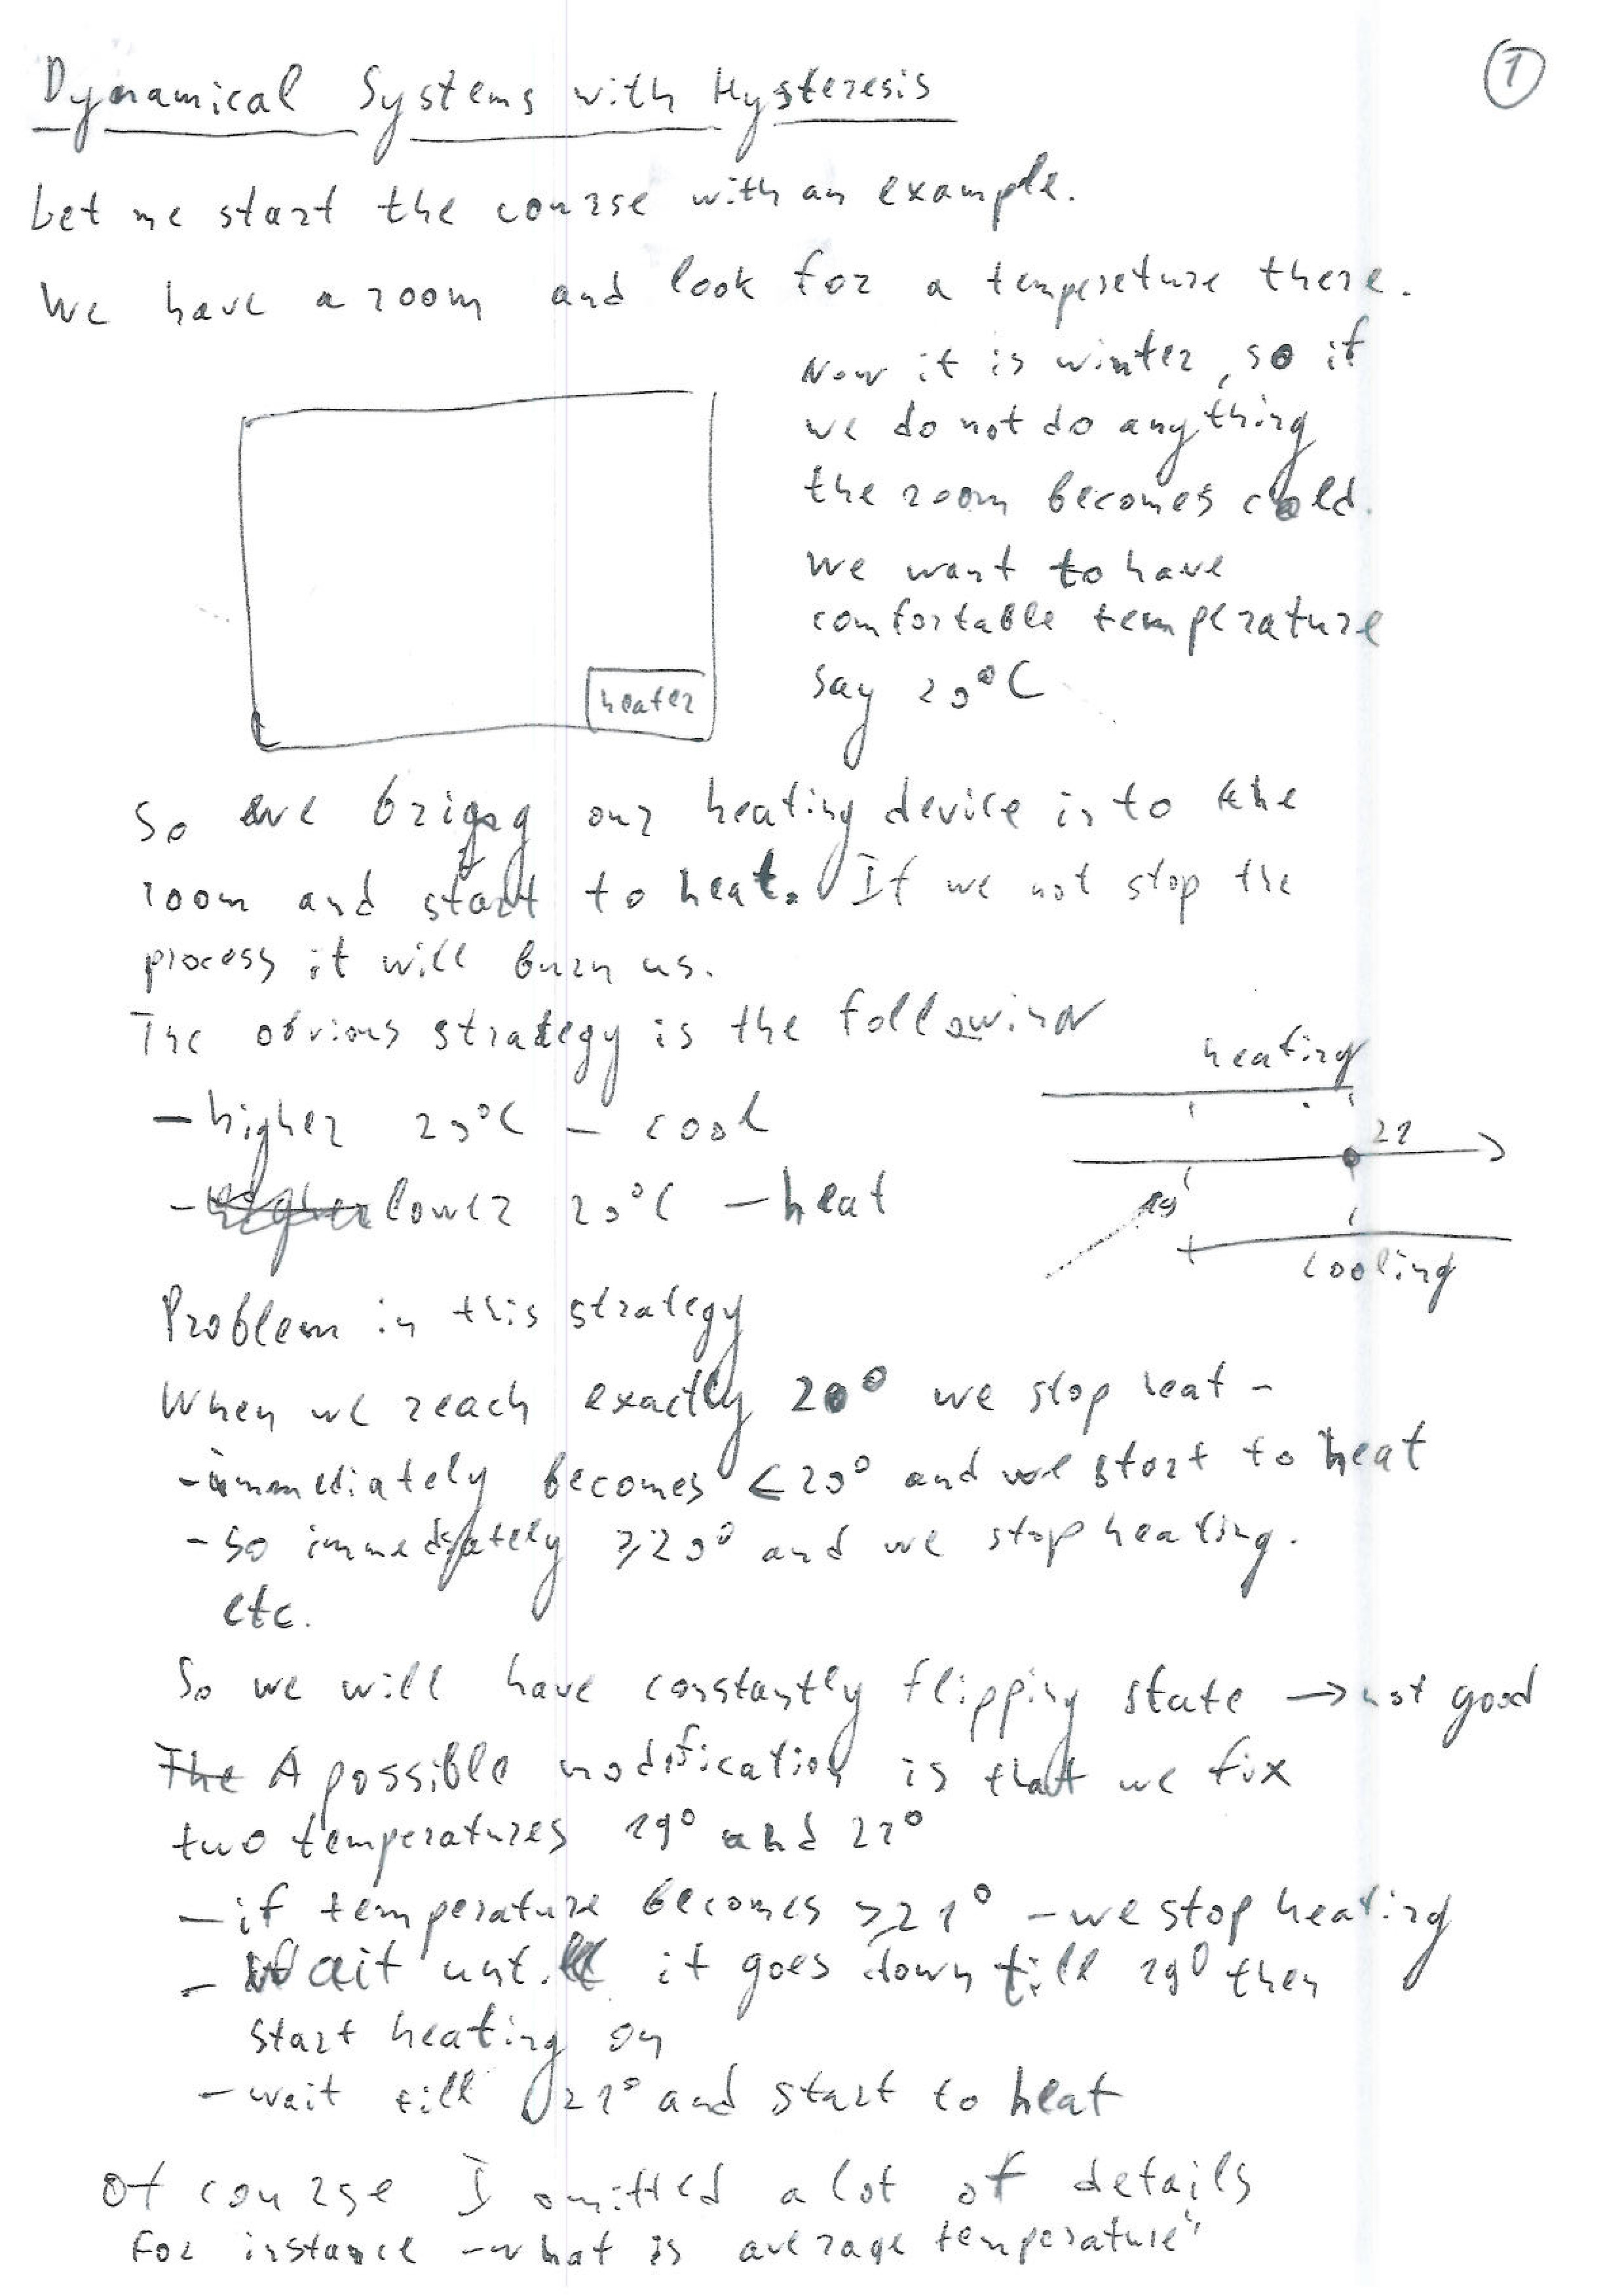 Dynamical Systems with Hysteresis
1
Let me start the course with an example.
We have a room and look for a temperature there.
Now it is winter, so if
we do not do anything
the room becomes cold.
We want to have
comfortable temperature
say 20°C
heater
So we bring our heating device into the
room and start to heat. If we not stop the
process it will burn us.
The obvious strategy is the following
heating
- higher 20°C - cool
21
- lower 20°C - heat
19
cooling
Problem in this strategy
When we reach exactly 20° we stop heat -
- immediately becomes <20° and we start to heat
- So immediately ⩾20° and we stop heating.
etc.
So we will have constantly flipping state → not good
The A possible modification is that we fix
two temperatures 19° and 21°
- if temperature becomes ⩾21° - we stop heating
- Wait until it goes down till 19° then
start heating on
- wait till 21° and start to heat
Of course I omitted a lot of details
For instance - what is average temperature"